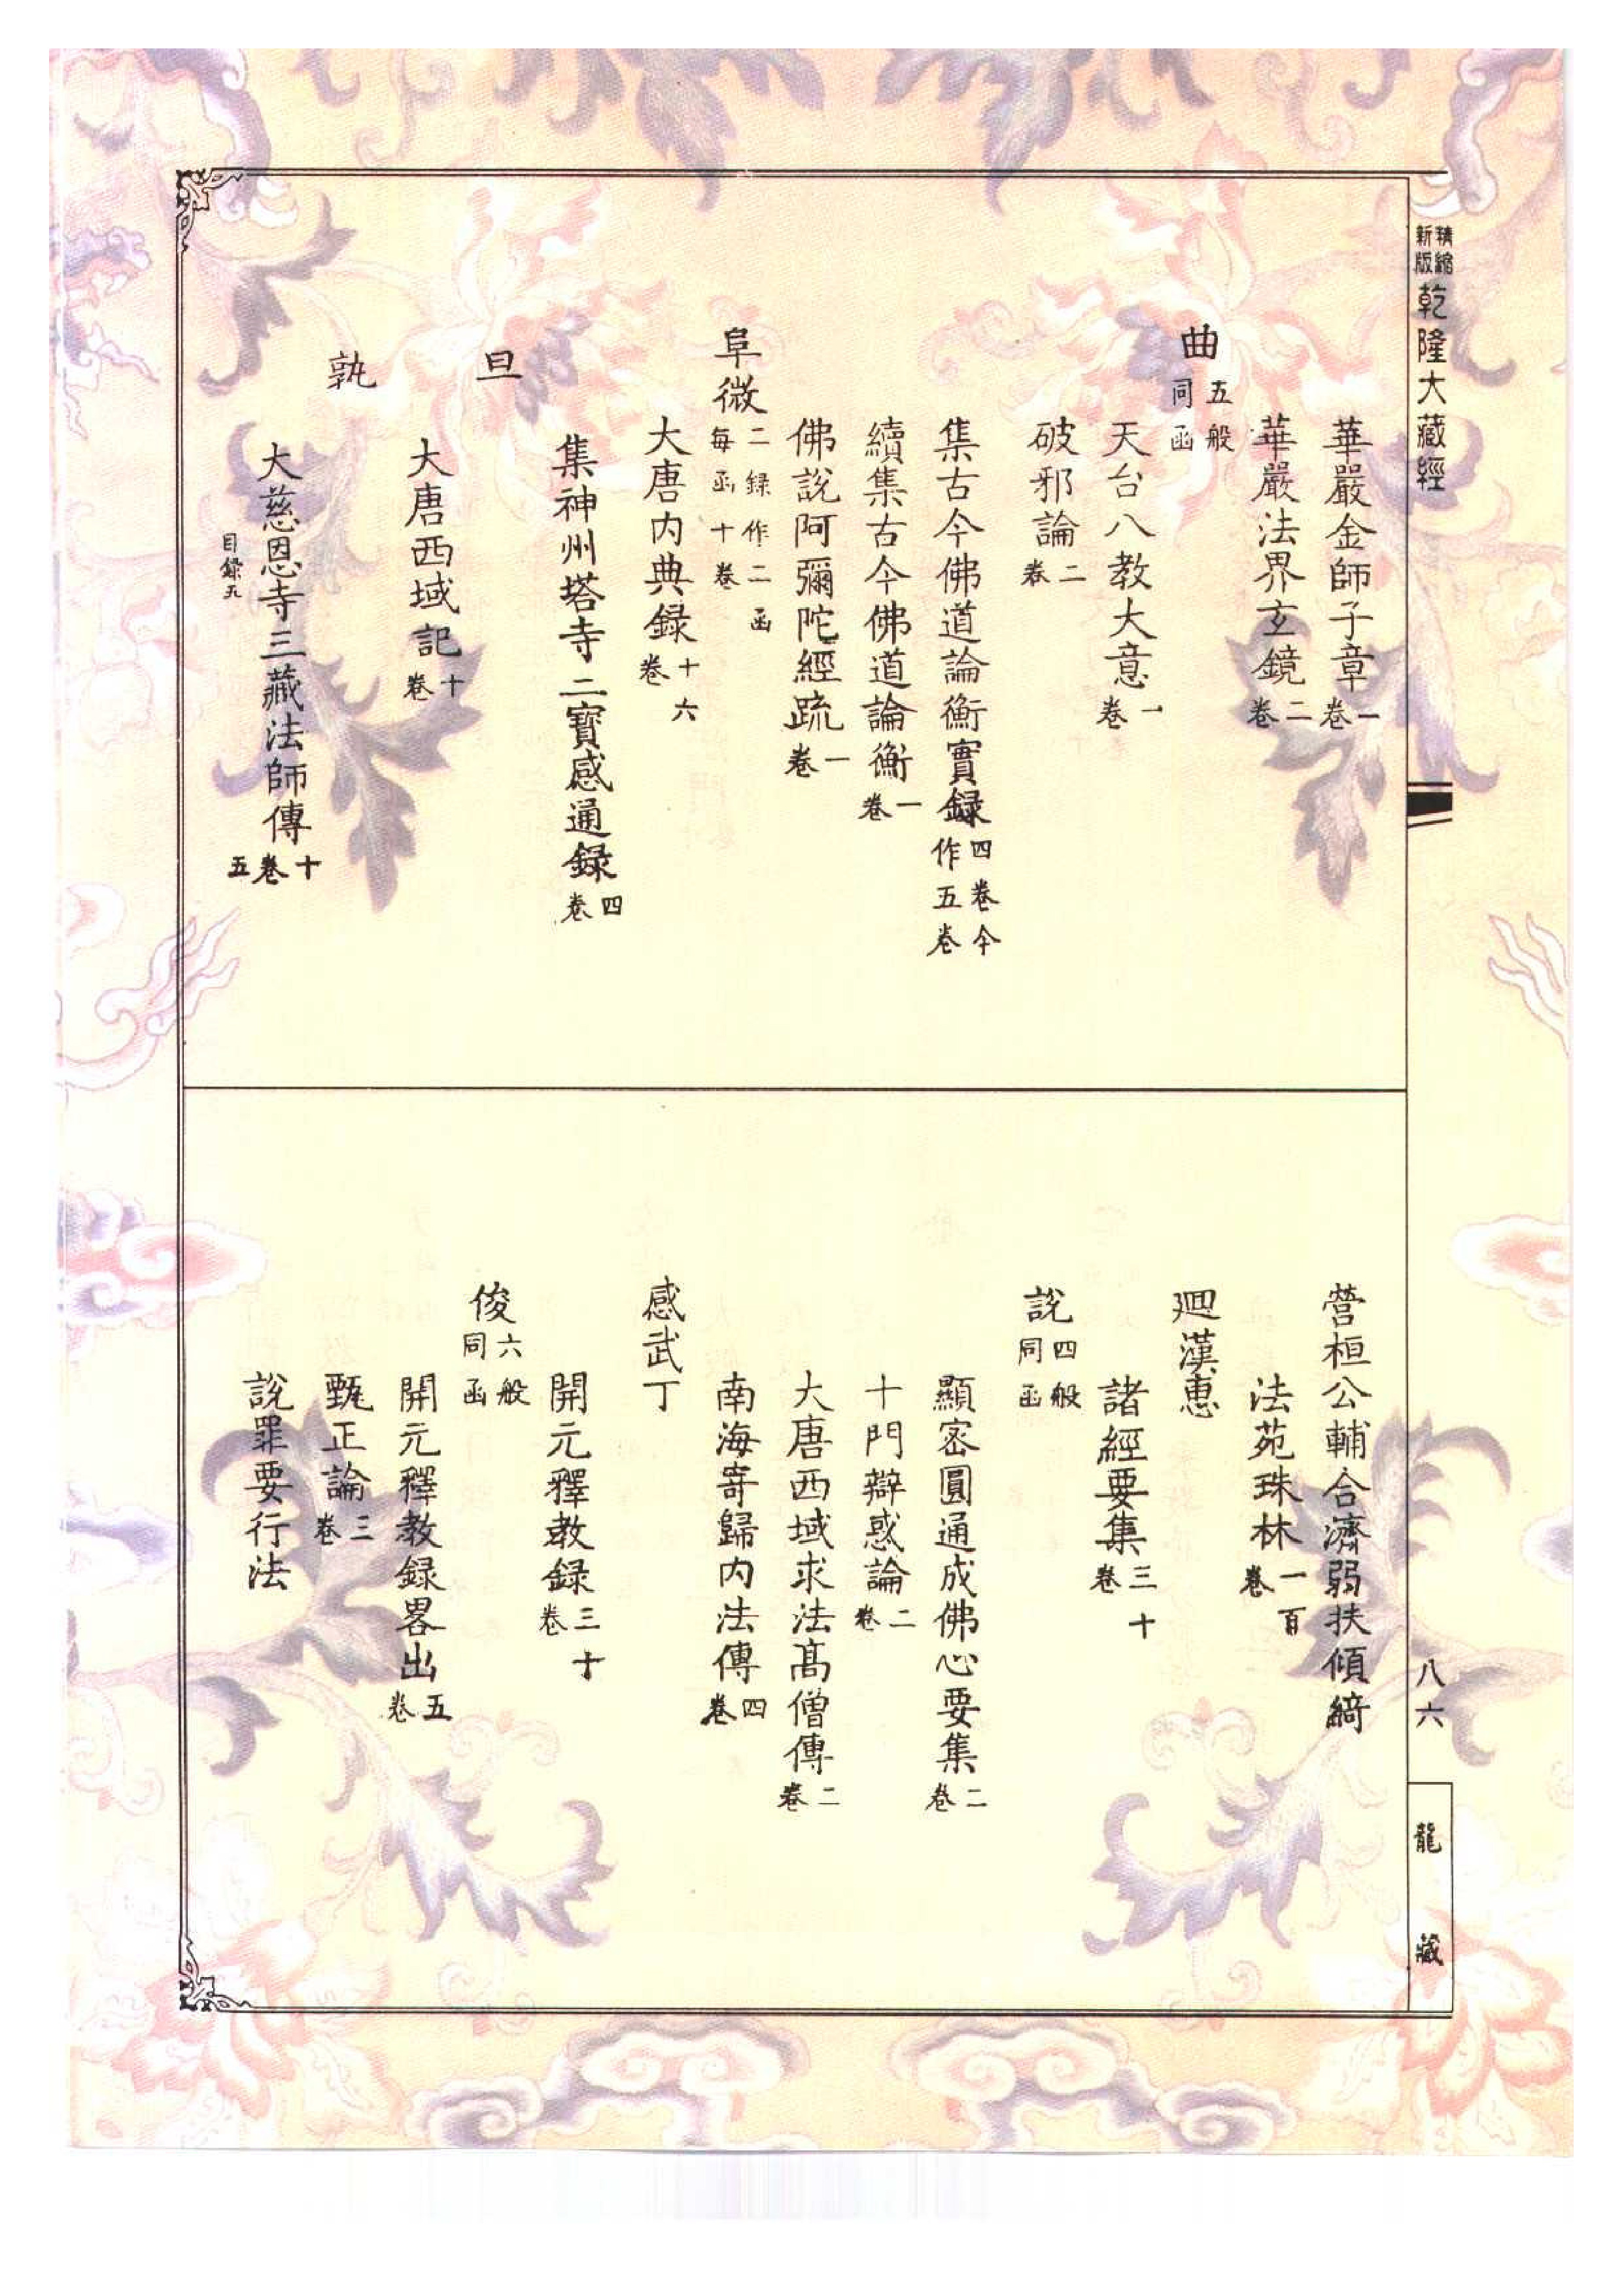 精縮新版乾隆大藏經
八六
龍藏
華嚴金師子章一卷
華嚴法界玄鏡二卷
曲五般同函
天台八教大意一卷
破邪論二卷
集古今佛道論衡實録四卷今作五卷
續集古今佛道論衡一卷
佛說阿彌陀經疏一卷
阜微二録作二函每函十卷
大唐内典録十六卷
集神州塔寺三寶感通録四卷
旦
大唐西域記十卷
孰
大慈恩寺三藏法師傳十卷
目錄五
五
營桓公輔合濟弱扶傾綺
法苑珠林一百卷
迴漢惠
諸經要集三十卷
說四般同函
顯密圓通成佛心要集二卷
十門辯惑論二卷
大唐西域求法髙僧傳二卷
南海寄歸内法傳四卷
感武丁
開元釋教録三十卷
俊六般同函
開元釋教録畧出五卷
甄正論三卷
說罪要行法